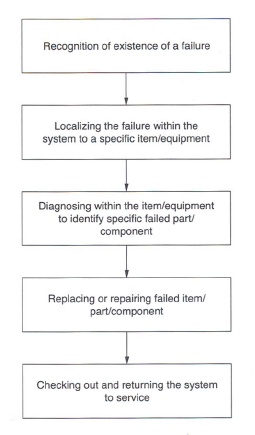 Recognition of existence of a failure
Localizing the failure within the
system to a specific item/equipment
Diagnosing within the item/equipment
to identify specific failed part/
component
Replacing or repairing failed item/
part/component
Checking out and returning the system
to service